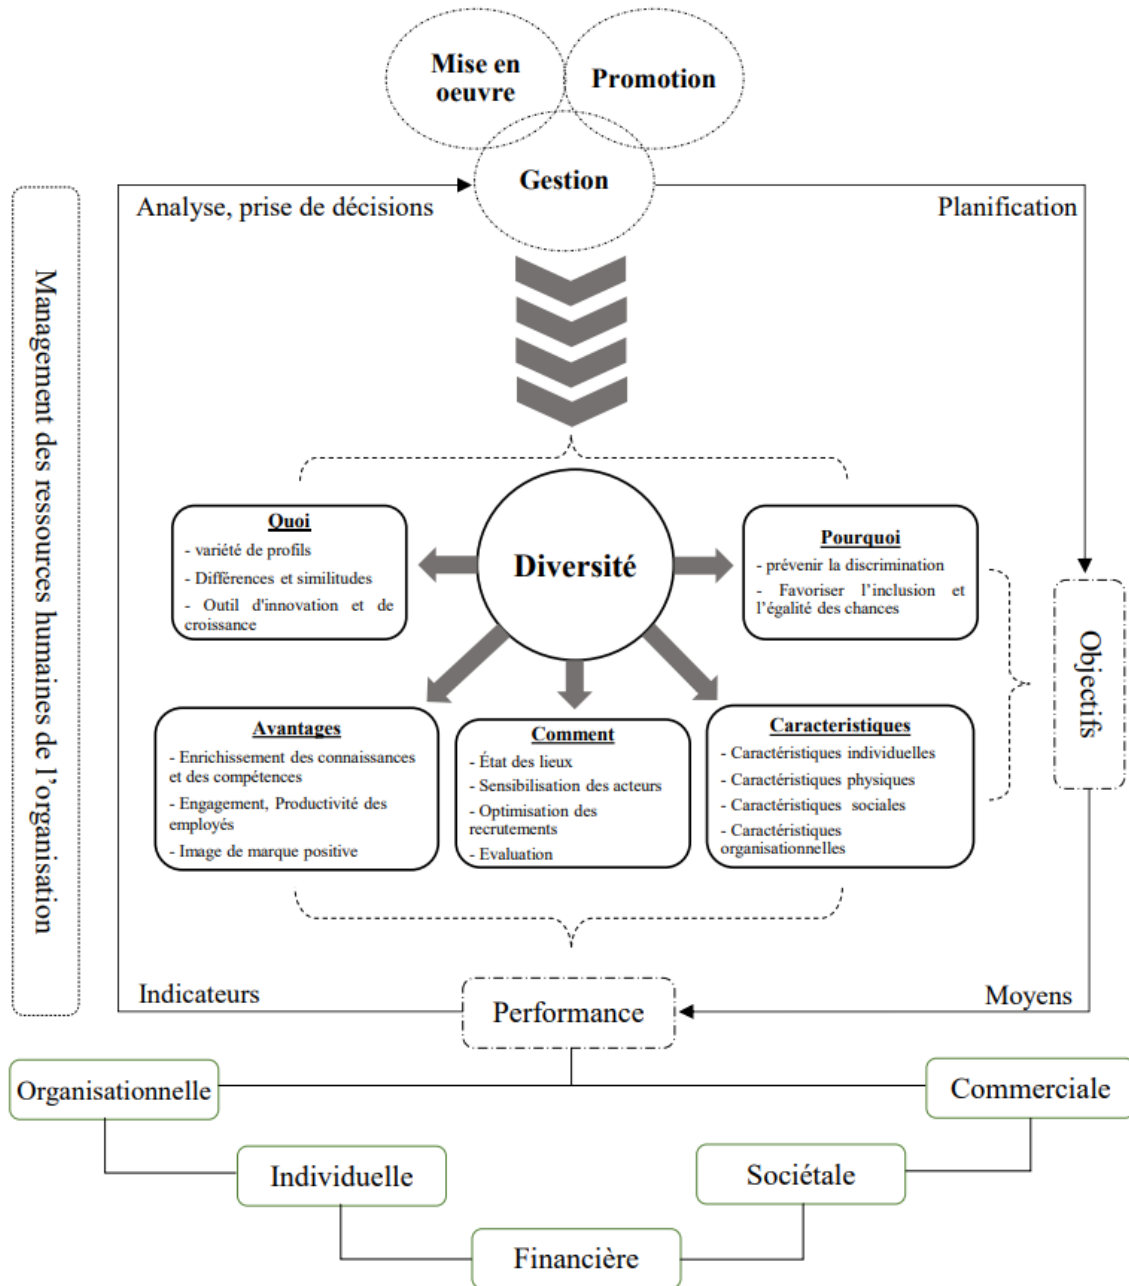 Mise en
oeuvre
Promotion
Gestion
Analyse, prise de décisions
Planification
Management des ressources humaines de l'organisation
Quoi
- variété de profils
- Différences et similitudes
- Outil d'innovation et de
croissance
Diversité
Pourquoi
- prévenir la discrimination
- Favoriser l’inclusion et
l’égalité des chances
Objectifs
Avantages
- Enrichissement des connaissances
et des compétences
- Engagement, Productivité des
employés
- Image de marque positive
Comment
- État des lieux
- Sensibilisation des acteurs
- Optimisation des
recrutements
- Evaluation
Caracteristiques
- Caractéristiques individuelles
- Caractéristiques physiques
- Caractéristiques sociales
- Caractéristiques
organisationnelles
Indicateurs
Performance
Moyens
Organisationnelle
Commerciale
Individuelle
Sociétale
Financière